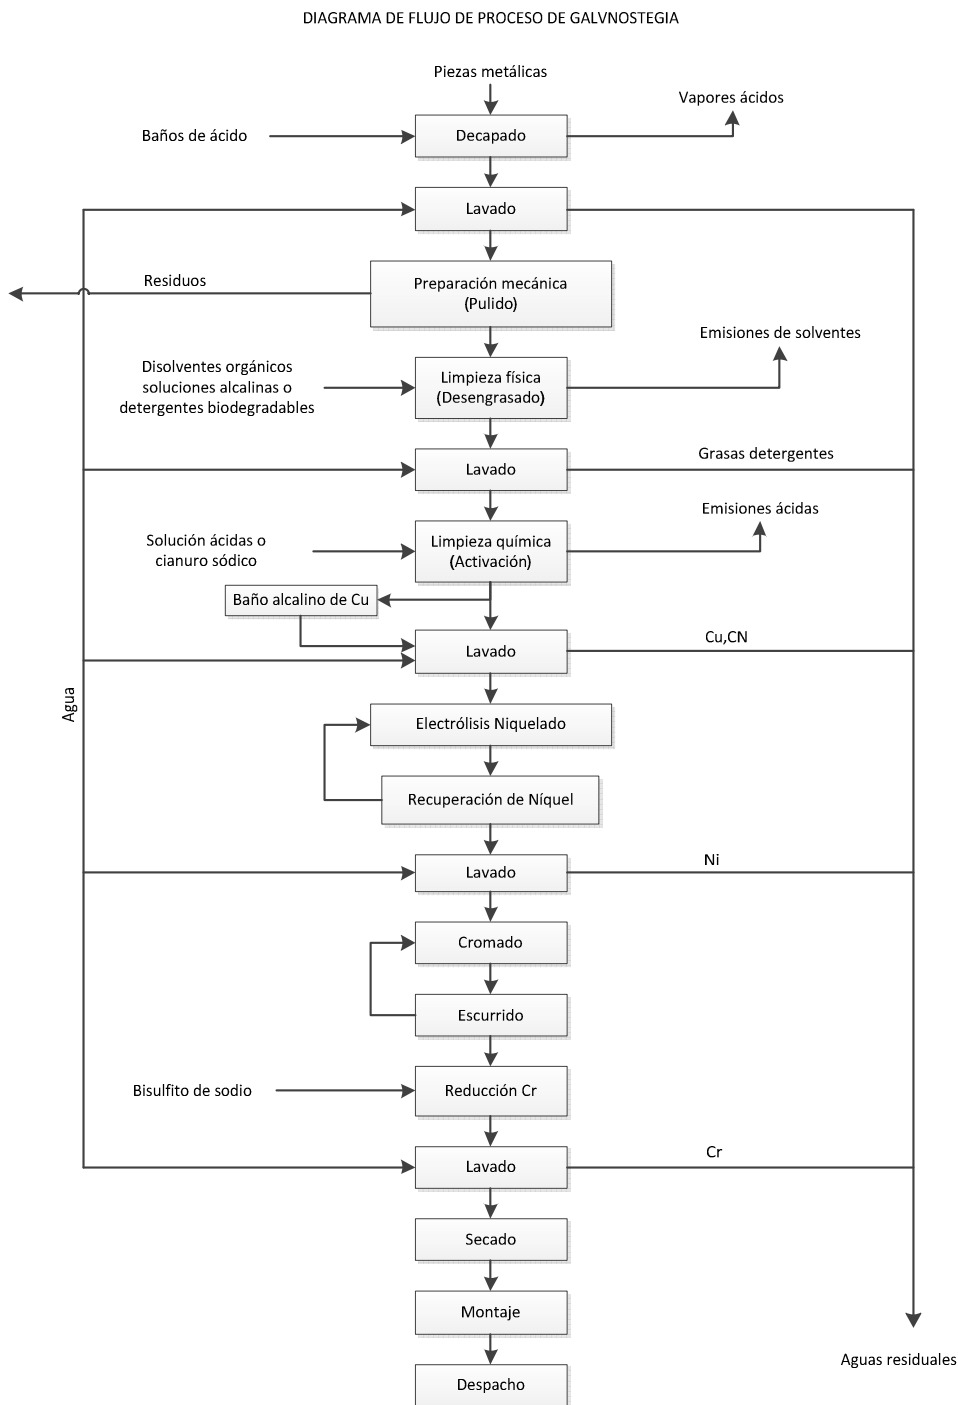 DIAGRAMA DE FLUJO DE PROCESO DE GALVNOSTEGIA
Piezas metálicas
Vapores ácidos
Baños de ácido
Decapado
Lavado
Residuos
Preparación mecánica
(Pulido)
Emisiones de solventes
Disolventes orgánicos
soluciones alcalinas o
detergentes biodegradables
Limpieza física
(Desengrasado)
Lavado
Grasas detergentes
Emisiones ácidas
Solución ácidas o
cianuro sódico
Limpieza química
(Activación)
Baño alcalino de Cu
Lavado
Cu,CN
Agua
Electrólisis Niquelado
Recuperación de Níquel
Lavado
Ni
Cromado
Escurrido
Bisulfito de sodio
Reducción Cr
Lavado
Cr
Secado
Montaje
Aguas residuales
Despacho